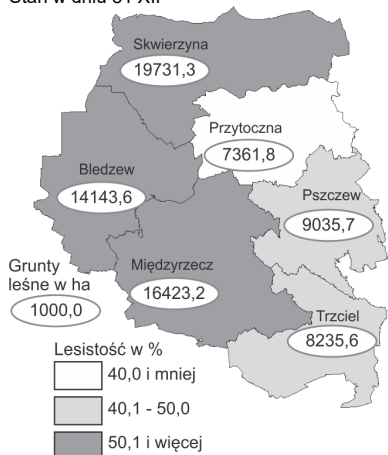 Stan w dniu 31 XII
Skwierzyna
19731,3
Przytoczna
7361,8
Bledzew
14143,6
Pszczew
9035,7
Grunty
leśne w ha
1000,0
Międzyrzecz
16423,2
Trzciel
8235,6
Lesistość w %
40,0 i mniej
40,1 - 50,0
50,1 i więcej